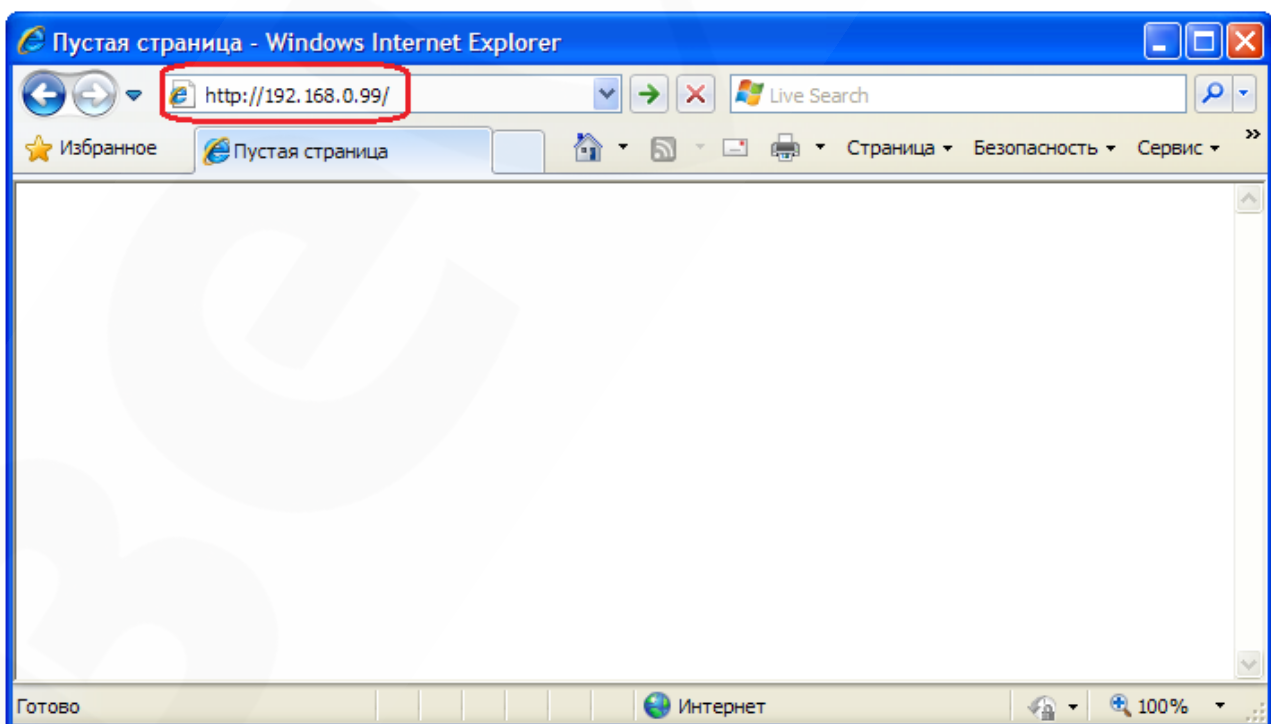 Пустая страница - Windows Internet Explorer
http://192.168.0.99/
Live Search
Избранное
Пустая страница
Страница
Безопасность
Сервис
Готово
Интернет
100%